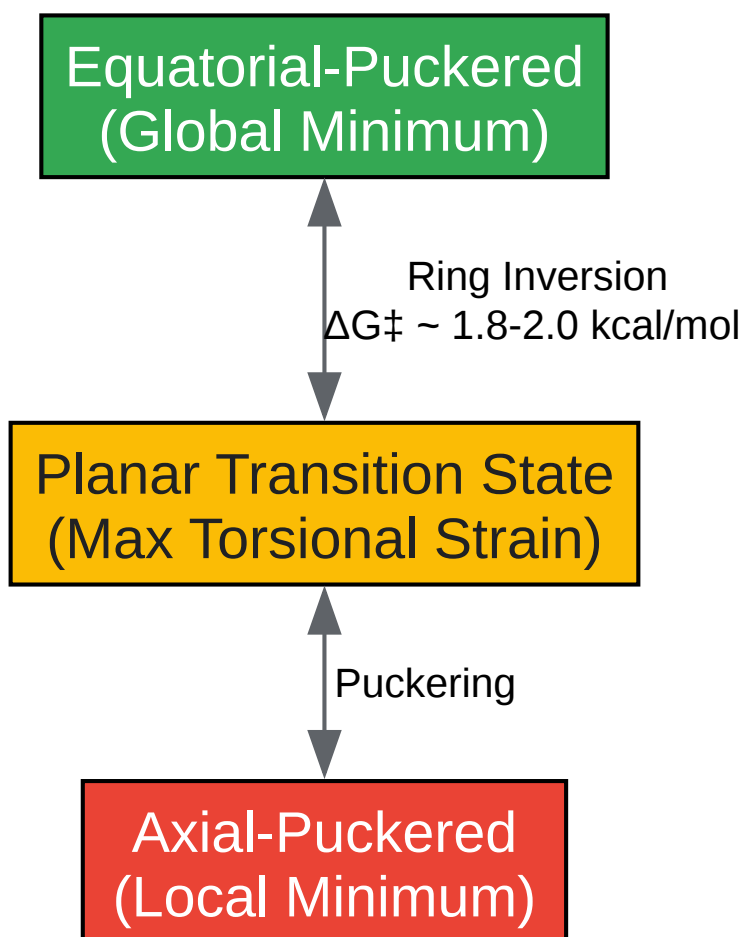 Equatorial-Puckered
(Global Minimum)
Ring Inversion
ΔG‡ ~ 1.8-2.0 kcal/mol
Planar Transition State
(Max Torsional Strain)
Puckering
Axial-Puckered
(Local Minimum)